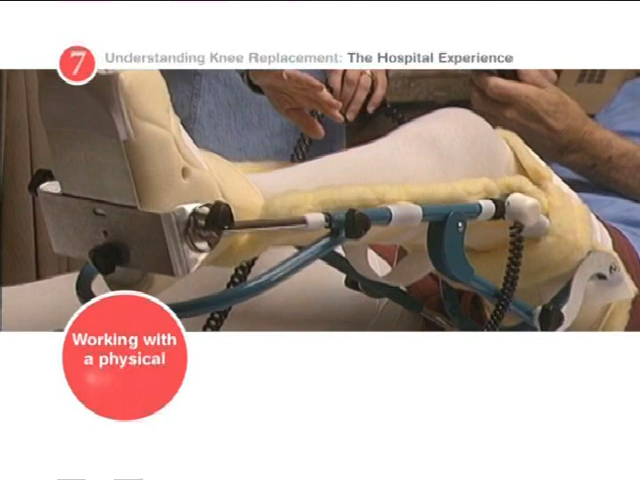 7 Understanding Knee Replacement: The Hospital Experience
Working with
a physical